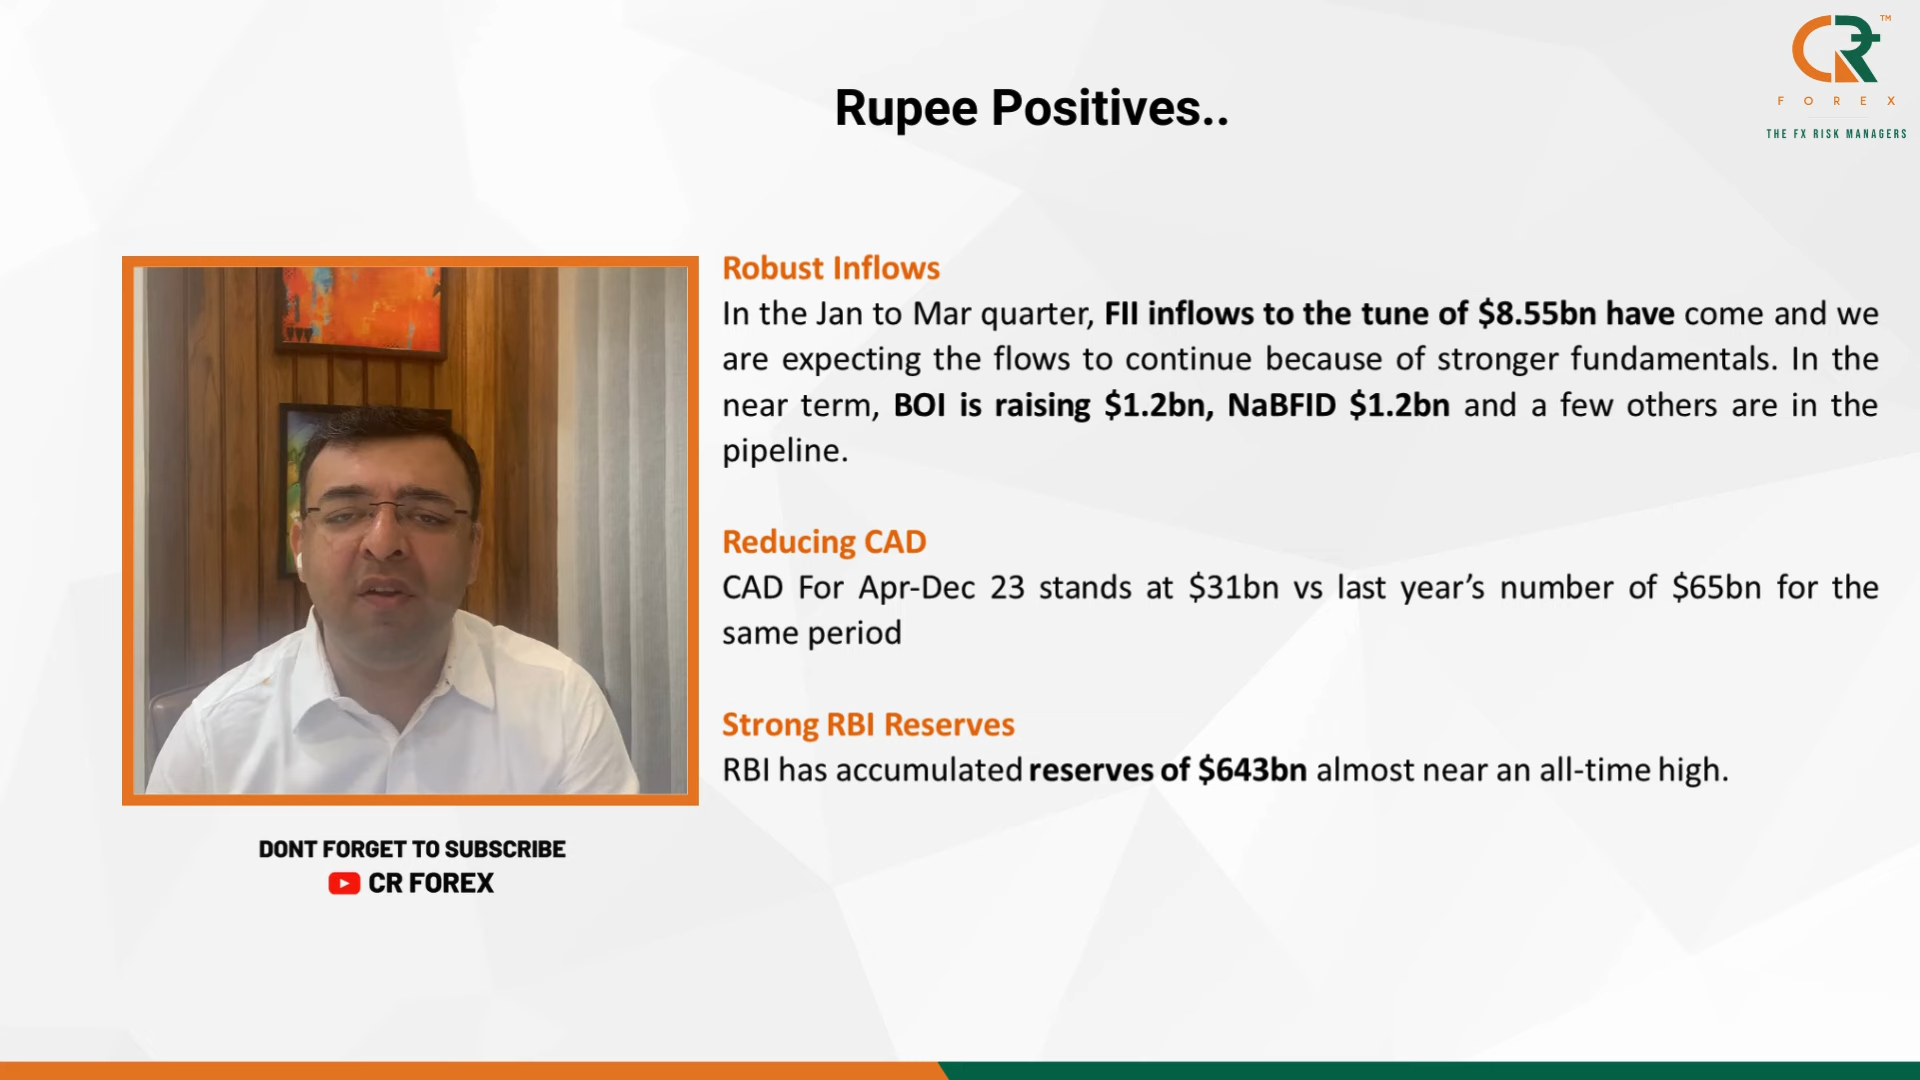 TM
FOREX
THE FX RISK MANAGERS
Rupee Positives..
Robust Inflows
In the Jan to Mar quarter, FII inflows to the tune of $8.55bn have come and we
are expecting the flows to continue because of stronger fundamentals. In the
near term, BOI is raising $1.2bn, NaBFID $1.2bn and a few others are in the
pipeline.
Reducing CAD
CAD For Apr-Dec 23 stands at $31bn vs last year’s number of $65bn for the
same period
Strong RBI Reserves
RBI has accumulated reserves of $643bn almost near an all-time high.
DONT FORGET TO SUBSCRIBE
CR FOREX